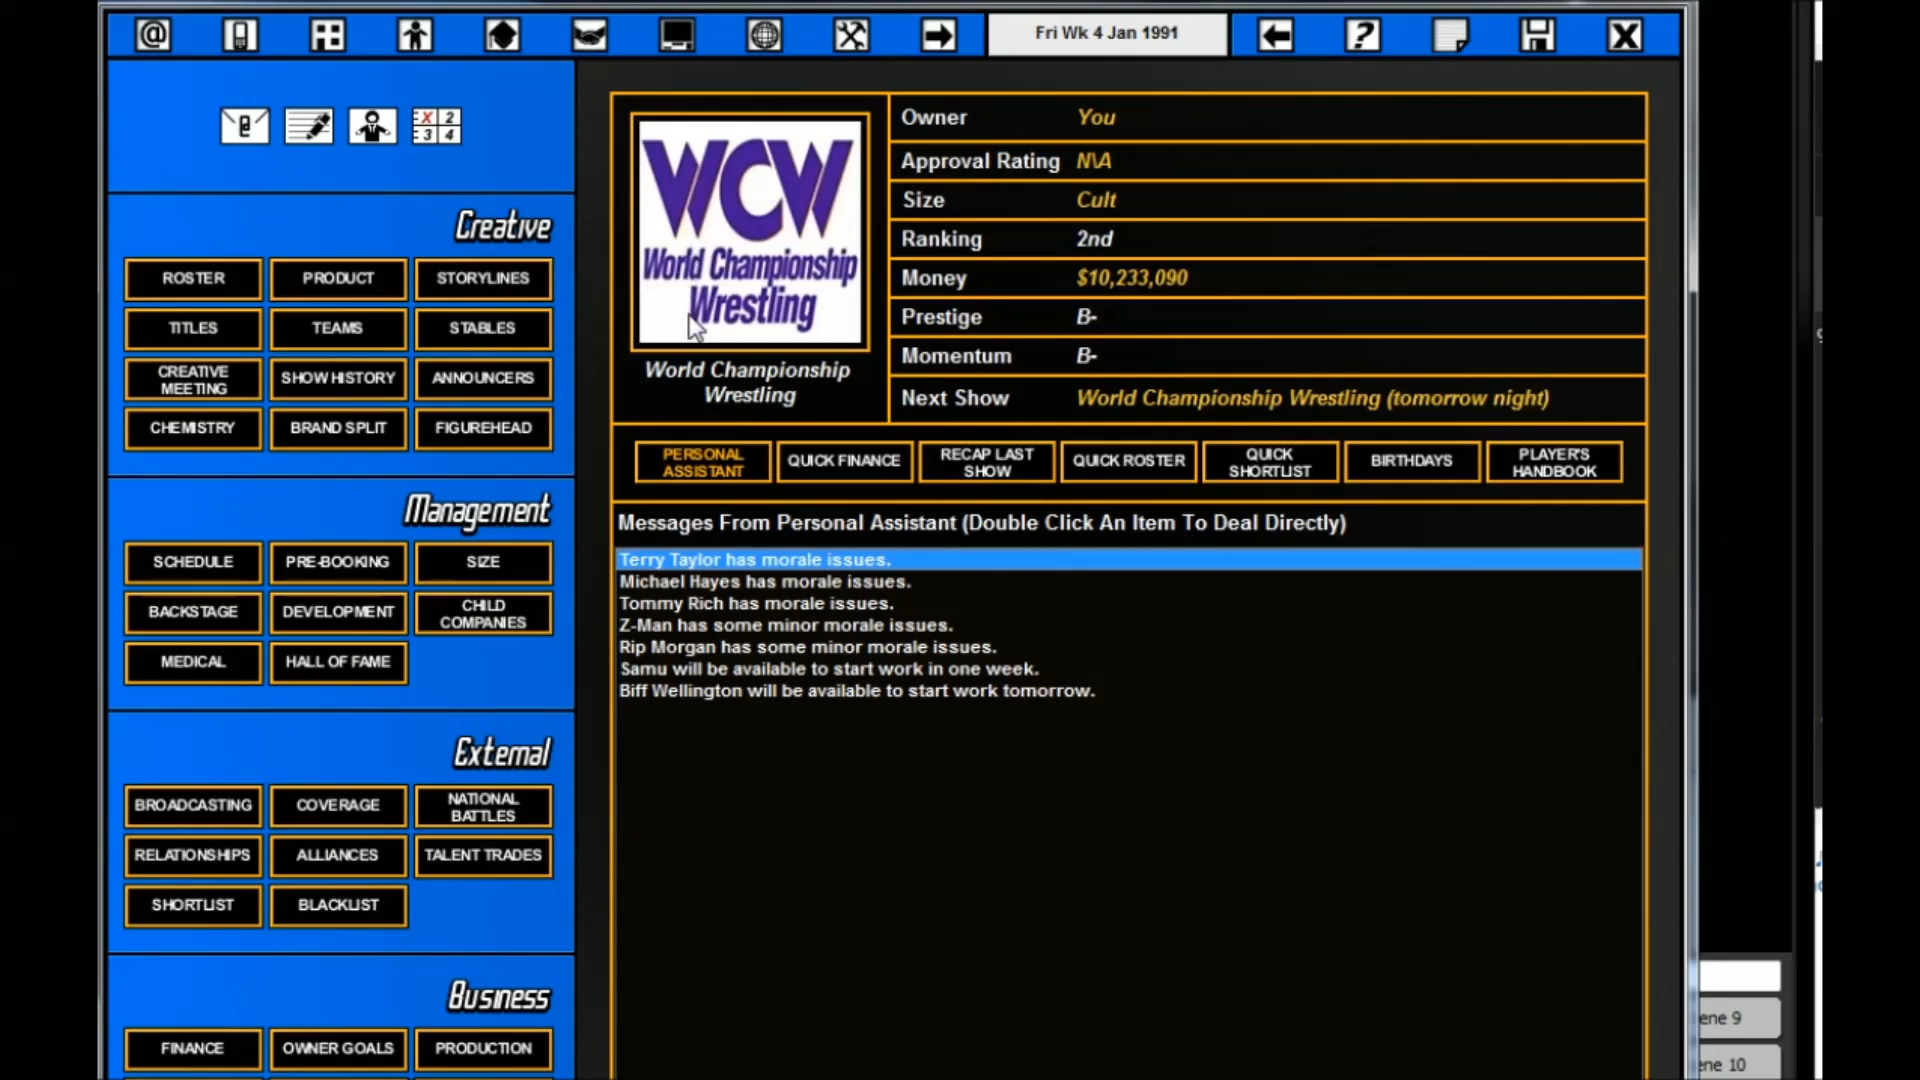 Fri Wk 4 Jan 1991
Creative
ROSTER
PRODUCT
STORYLINES
TITLES
TEAMS
STABLES
CREATIVE
MEETING
SHOW HISTORY
ANNOUNCERS
CHEMISTRY
BRAND SPLIT
FIGUREHEAD
Management
SCHEDULE
PRE-BOOKING
SIZE
BACKSTAGE
DEVELOPMENT
CHILD
COMPANIES
MEDICAL
HALL OF FAME
External
BROADCASTING
COVERAGE
NATIONAL
BATTLES
RELATIONSHIPS
ALLIANCES
TALENT TRADES
SHORTLIST
BLACKLIST
Business
FINANCE
OWNER GOALS
PRODUCTION
WCW
World Championship
Wrestling
World Championship
Wrestling
Owner You
Approval Rating N\A
Size Cult
Ranking 2nd
Money $10,233,090
Prestige B-
Momentum B-
Next Show World Championship Wrestling (tomorrow night)
PERSONAL
ASSISTANT
QUICK FINANCE
RECAP LAST
SHOW
QUICK ROSTER
QUICK
SHORTLIST
BIRTHDAYS
PLAYER'S
HANDBOOK
Messages From Personal Assistant (Double Click An Item To Deal Directly)
Terry Taylor has morale issues.
Michael Hayes has morale issues.
Tommy Rich has morale issues.
Z-Man has some minor morale issues.
Rip Morgan has some minor morale issues.
Samu will be available to start work in one week.
Biff Wellington will be available to start work tomorrow.
ene 9
ene 10